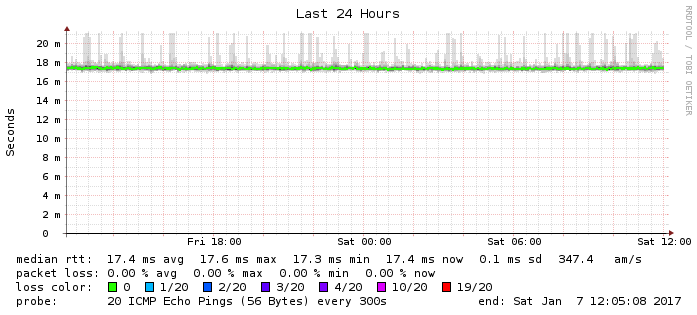 Last 24 Hours
RRDTOOL / TOBI OETIKER
Seconds
20 m
18 m
16 m
14 m
12 m
10 m
8 m
6 m
4 m
2 m
0
Fri 18:00 Sat 00:00 Sat 06:00 Sat 12:00
median rtt: 17.4 ms avg 17.6 ms max 17.3 ms min 17.4 ms now 0.1 ms sd 347.4 am/s
packet loss: 0.00 % avg 0.00 % max 0.00 % min 0.00 % now
loss color: 0 1/20 2/20 3/20 4/20 10/20 19/20
probe: 20 ICMP Echo Pings (56 Bytes) every 300s end: Sat Jan 7 12:05:08 2017